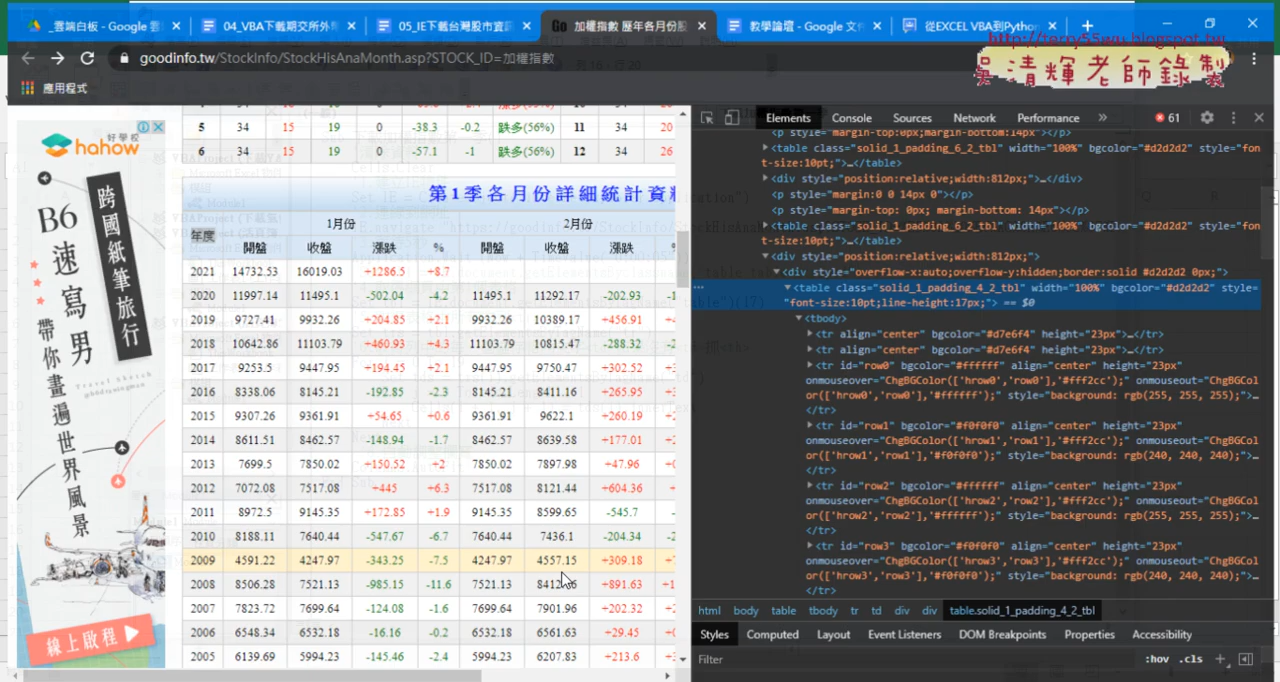 _雲端白板 - Google 雲
04_VBA下載期交所外
05_IE下載台灣股市資訊
加權指數 歷年各月份股
教學論壇 - Google 文件
從EXCEL VBA到Python
http://terry55wu.blogspot.tw
吳清輝老師錄製
goodinfo.tw/StockInfo/StockHisAnaMonth.asp?STOCK_ID=加權指數
應用程式
Elements Console Sources Network Performance » 61
好學校
hahow
跨國紙筆旅行
B6速寫男
帶你畫遍世界風景
Travel Sketch
線上啟程
5 34 15 19 0 -38.3 -0.2 跌多(56%) 11 34 20
6 34 15 19 0 -57.1 -1 跌多(56%) 12 34 26
第1季各月份詳細統計資料
年度 1月份 2月份
開盤 收盤 漲跌 % 開盤 收盤 漲跌 %
2021 14732.53 16019.03 +1286.5 +8.7
2020 11997.14 11495.1 -502.04 -4.2 11495.1 11292.17 -202.93
2019 9727.41 9932.26 +204.85 +2.1 9932.26 10389.17 +456.91
2018 10642.86 11103.79 +460.93 +4.3 11103.79 10815.47 -288.32
2017 9253.5 9447.95 +194.45 +2.1 9447.95 9750.47 +302.52
2016 8338.06 8145.21 -192.85 -2.3 8145.21 8411.16 +265.95
2015 9307.26 9361.91 +54.65 +0.6 9361.91 9622.1 +260.19
2014 8611.51 8462.57 -148.94 -1.7 8462.57 8639.58 +177.01
2013 7699.5 7850.02 +150.52 +2 7850.02 7897.98 +47.96
2012 7072.08 7517.08 +445 +6.3 7517.08 8121.44 +604.36
2011 8972.5 9145.35 +172.85 +1.9 9145.35 8599.65 -545.7
2010 8188.11 7640.44 -547.67 -6.7 7640.44 7436.1 -204.34
2009 4591.22 4247.97 -343.25 -7.5 4247.97 4557.15 +309.18
2008 8506.28 7521.13 -985.15 -11.6 7521.13 +891.63
2007 7823.72 7699.64 -124.08 -1.6 7699.64 7901.96 +202.32
2006 6548.34 6532.18 -16.16 -0.2 6532.18 6561.63 +29.45
2005 6139.69 5994.23 -145.46 -2.4 5994.23 6207.83 +213.6
<p style="margin-top:0px;margin-bottom:14px"></p>
<table class="solid_1_padding_6_2_tbl" width="100%" bgcolor="#d2d2d2" style="fon
t-size:10pt;">…</table>
<div style="position:relative;width:812px;">…</div>
<p style="margin:0 0 14px 0"></p>
<p style="margin-top: 0px; margin-bottom: 14px"></p>
<table class="solid_1_padding_6_2_tbl" width="100%" bgcolor="#d2d2d2" style="fon
t-size:10pt;">…</table>
<div style="position:relative;width:812px;">
<div style="overflow-x:auto;overflow-y:hidden;border:solid #d2d2d2 0px;">
<table class="solid_1_padding_4_2_tbl" width="100%" bgcolor="#d2d2d2" style=
"font-size:10pt;line-height:17px;"> == $0
<tbody>
<tr align="center" bgcolor="#d7e6f4" height="23px">…</tr>
<tr align="center" bgcolor="#d7e6f4" height="23px">…</tr>
<tr id="row0" bgcolor="#ffffff" align="center" height="23px"
onmouseover="ChgBGColor(['hrow0','row0'],'#fff2cc');" onmouseout="ChgBGCol
or(['hrow0','row0'],'#ffffff');" style="background: rgb(255, 255, 255);">…
</tr>
<tr id="row1" bgcolor="#f0f0f0" align="center" height="23px"
onmouseover="ChgBGColor(['hrow1','row1'],'#fff2cc');" onmouseout="ChgBGCol
or(['hrow1','row1'],'#f0f0f0');" style="background: rgb(240, 240, 240);">…
</tr>
<tr id="row2" bgcolor="#ffffff" align="center" height="23px"
onmouseover="ChgBGColor(['hrow2','row2'],'#fff2cc');" onmouseout="ChgBGCol
or(['hrow2','row2'],'#ffffff');" style="background: rgb(255, 255, 255);">…
</tr>
<tr id="row3" bgcolor="#f0f0f0" align="center" height="23px"
onmouseover="ChgBGColor(['hrow3','row3'],'#fff2cc');" onmouseout="ChgBGCol
or(['hrow3','row3'],'#f0f0f0');" style="background: rgb(240, 240, 240);">…
</tr>
html body table tbody tr td div div table.solid_1_padding_4_2_tbl
Styles Computed Layout Event Listeners DOM Breakpoints Properties Accessibility
Filter :hov .cls +